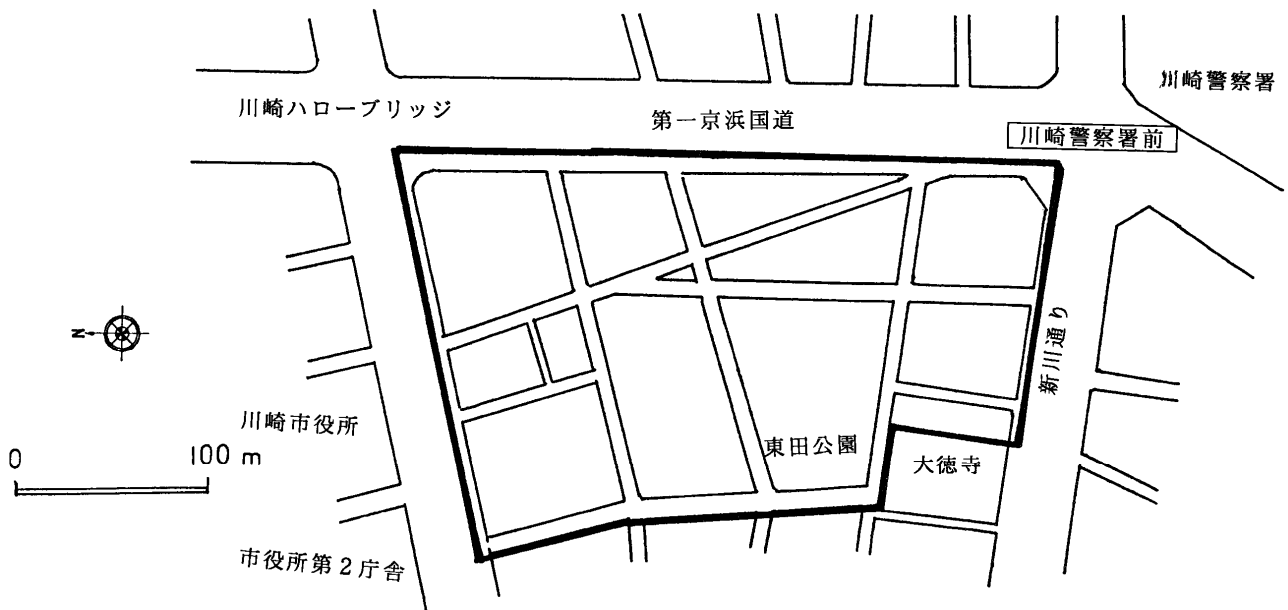 川崎警察署
川崎ハローブリッジ
第一京浜国道
川崎警察署前
N
新川通り
川崎市役所
0 100 m
東田公園
大徳寺
市役所第2庁舎